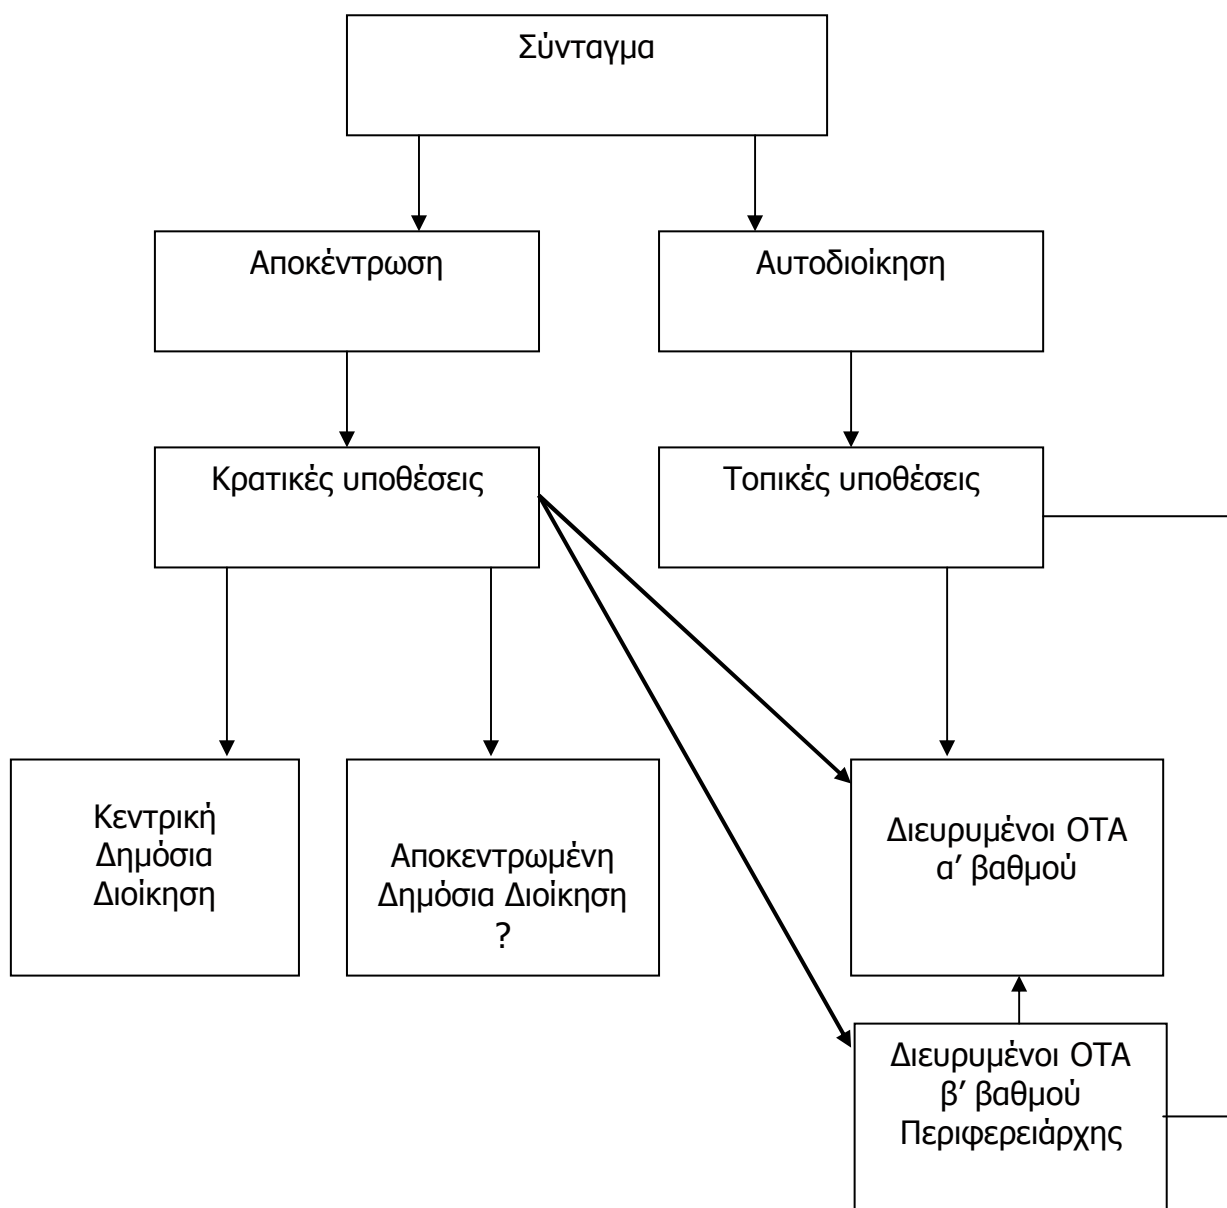 Σύνταγμα
Αποκέντρωση
Αυτοδιοίκηση
Κρατικές υποθέσεις
Τοπικές υποθέσεις
Κεντρική
Δημόσια
Διοίκηση
Αποκεντρωμένη
Δημόσια Διοίκηση
?
Διευρυμένοι ΟΤΑ
α’ βαθμού
Διευρυμένοι ΟΤΑ
β’ βαθμού
Περιφερειάρχης